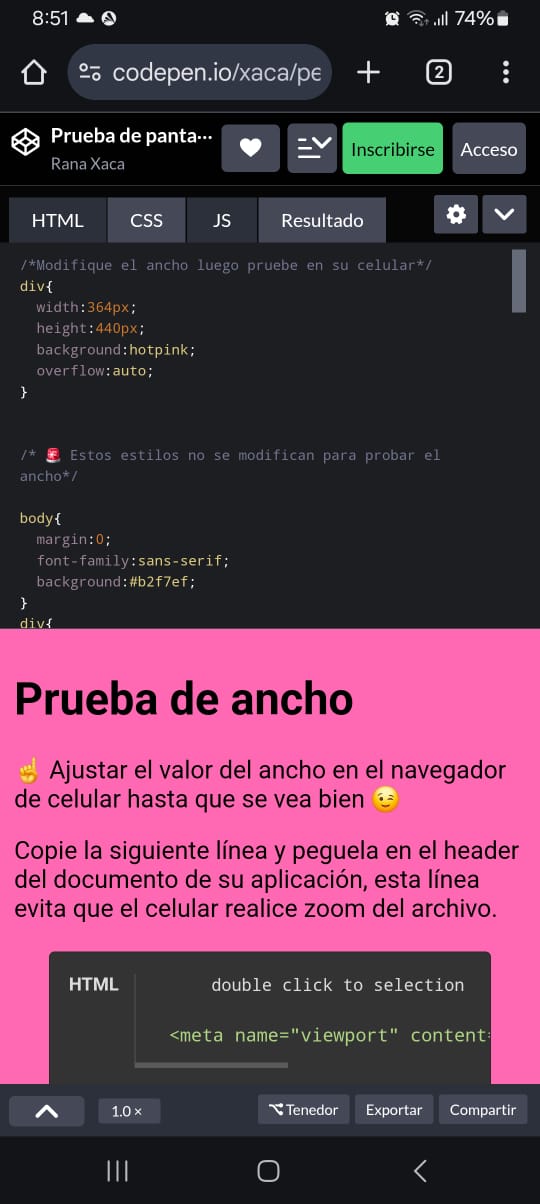 8:51
74%
codepen.io/xaca/pe
2
Prueba de panta...
Rana Xaca
Inscribirse
Acceso
HTML
CSS
JS
Resultado
/*Modifique el ancho luego pruebe en su celular*/
div{
width:364px;
height:440px;
background:hotpink;
overflow:auto;
}
/* 🚨 Estos estilos no se modifican para probar el
ancho*/
body{
margin:0;
font-family:sans-serif;
background:#b2f7ef;
}
div{
Prueba de ancho
☝️ Ajustar el valor del ancho en el navegador
de celular hasta que se vea bien 😉
Copie la siguiente línea y peguela en el header
del documento de su aplicación, esta línea
evita que el celular realice zoom del archivo.
HTML
double click to selection
<meta name="viewport" content=
1.0 ×
Tenedor
Exportar
Compartir